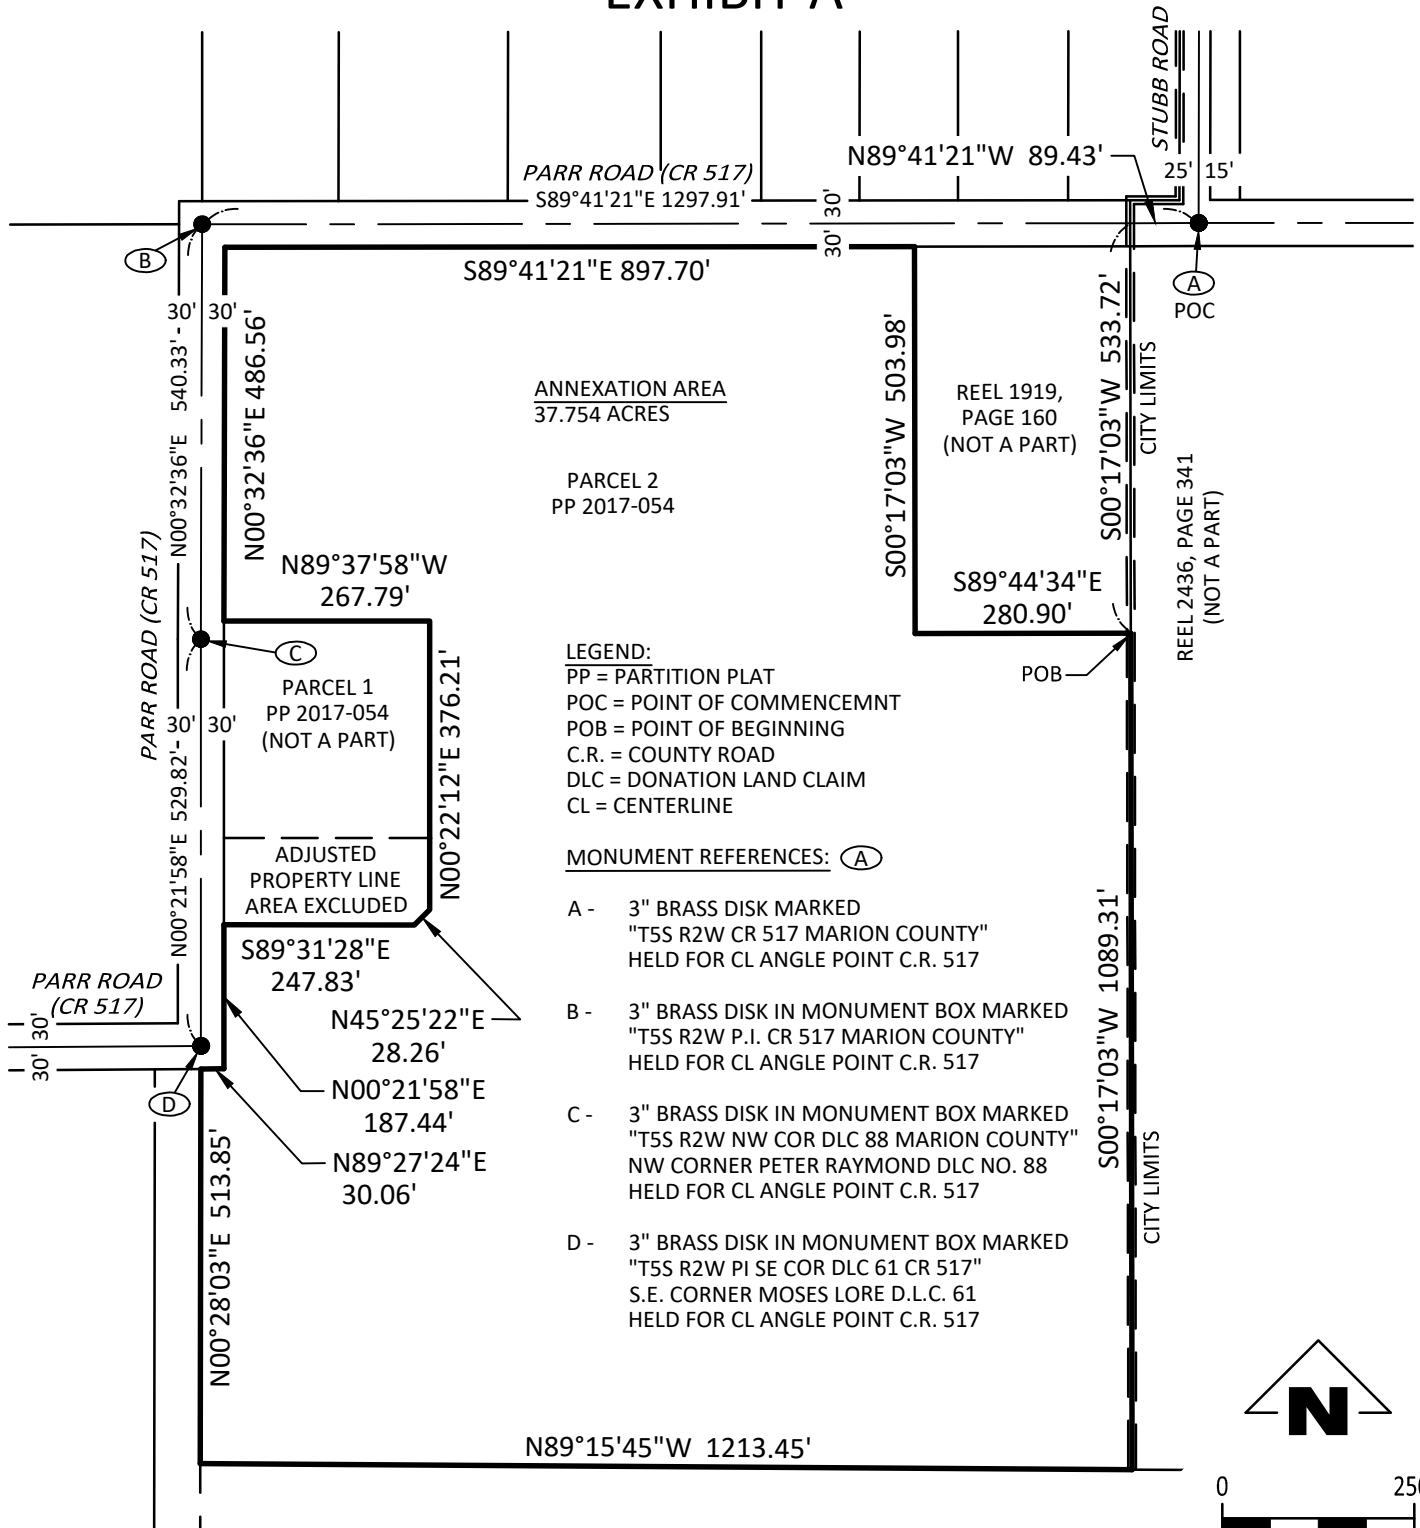 STUBB ROAD
N89°41'21"W 89.43'
25' 15'
PARR ROAD (CR 517)
S89°41'21"E 1297.91'
30'
30'
B
A
POC
S89°41'21"E 897.70'
30' 30'
N00°32'36"E 540.33'
N00°32'36"E 486.56'
S00°17'03"W 503.98'
S00°17'03"W 533.72'
CITY LIMITS
ANNEXATION AREA
37.754 ACRES
PARCEL 2
PP 2017-054
REEL 1919,
PAGE 160
(NOT A PART)
REEL 2436, PAGE 341
(NOT A PART)
N89°37'58"W
267.79'
S89°44'34"E
280.90'
POB
PARR ROAD (CR 517)
C
PARCEL 1
PP 2017-054
(NOT A PART)
30' 30'
N00°21'58"E 529.82'
N00°22'12"E 376.21'
ADJUSTED
PROPERTY LINE
AREA EXCLUDED
LEGEND:
PP = PARTITION PLAT
POC = POINT OF COMMENCEMNT
POB = POINT OF BEGINNING
C.R. = COUNTY ROAD
DLC = DONATION LAND CLAIM
CL = CENTERLINE
MONUMENT REFERENCES: A
A - 3" BRASS DISK MARKED
"T5S R2W CR 517 MARION COUNTY"
HELD FOR CL ANGLE POINT C.R. 517
B - 3" BRASS DISK IN MONUMENT BOX MARKED
"T5S R2W P.I. CR 517 MARION COUNTY"
HELD FOR CL ANGLE POINT C.R. 517
C - 3" BRASS DISK IN MONUMENT BOX MARKED
"T5S R2W NW COR DLC 88 MARION COUNTY"
NW CORNER PETER RAYMOND DLC NO. 88
HELD FOR CL ANGLE POINT C.R. 517
D - 3" BRASS DISK IN MONUMENT BOX MARKED
"T5S R2W PI SE COR DLC 61 CR 517"
S.E. CORNER MOSES LORE D.L.C. 61
HELD FOR CL ANGLE POINT C.R. 517
S89°31'28"E
247.83'
PARR ROAD
(CR 517)
30'
30'
D
N45°25'22"E
28.26'
N00°21'58"E
187.44'
N89°27'24"E
30.06'
N00°28'03"E 513.85'
S00°17'03"W 1089.31'
CITY LIMITS
N89°15'45"W 1213.45'
N
0